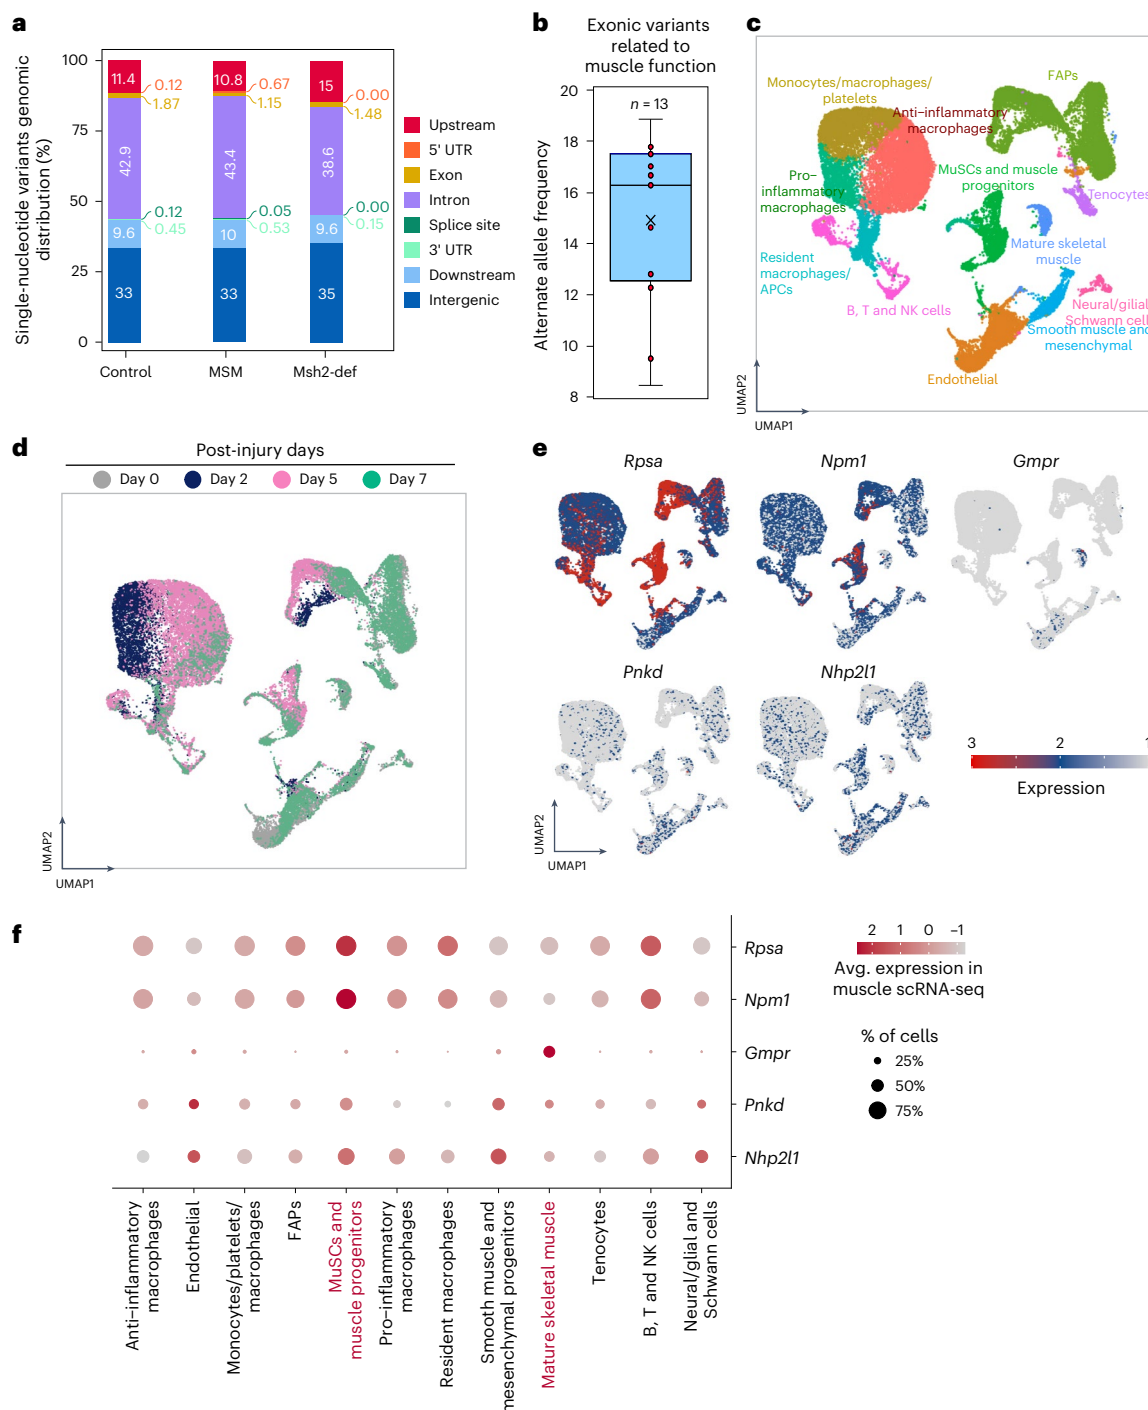 a
Single-nucleotide variants genomic
distribution (%)
100
75
50
25
0
11.4
0.12
1.87
42.9
0.12
0.45
9.6
33
10.8
0.67
1.15
43.4
0.05
0.53
10
33
15
0.00
1.48
38.6
0.00
0.15
9.6
35
Control
MSM
Msh2-def
Upstream
5' UTR
Exon
Intron
Splice site
3' UTR
Downstream
Intergenic
b
Exonic variants
related to
muscle function
Alternate allele frequency
20
18
16
14
12
10
8
n = 13
c
Monocytes/macrophages/
platelets
Anti-inflammatory
macrophages
FAPs
Pro-
inflammatory
macrophages
MuSCs and muscle
progenitors
Tenocytes
Resident
macrophages/
APCs
Mature skeletal
muscle
B, T and NK cells
Neural/glial
Schwann cell
Smooth muscle and
mesenchymal
Endothelial
UMAP2
UMAP1
d
Post-injury days
Day 0
Day 2
Day 5
Day 7
UMAP2
UMAP1
e
Rpsa
Npm1
Gmpr
Pnkd
Nhp2l1
3
2
1
Expression
UMAP2
UMAP1
f
Rpsa
Npm1
Gmpr
Pnkd
Nhp2l1
2 1 0 –1
Avg. expression in
muscle scRNA-seq
% of cells
25%
50%
75%
Anti-inflammatory
macrophages
Endothelial
Monocytes/platelets/
macrophages
FAPs
MuSCs and
muscle progenitors
Pro-inflammatory
macrophages
Resident macrophages
Smooth muscle and
mesenchymal progenitors
Mature skeletal muscle
Tenocytes
B, T and NK cells
Neural/glial and
Schwann cells